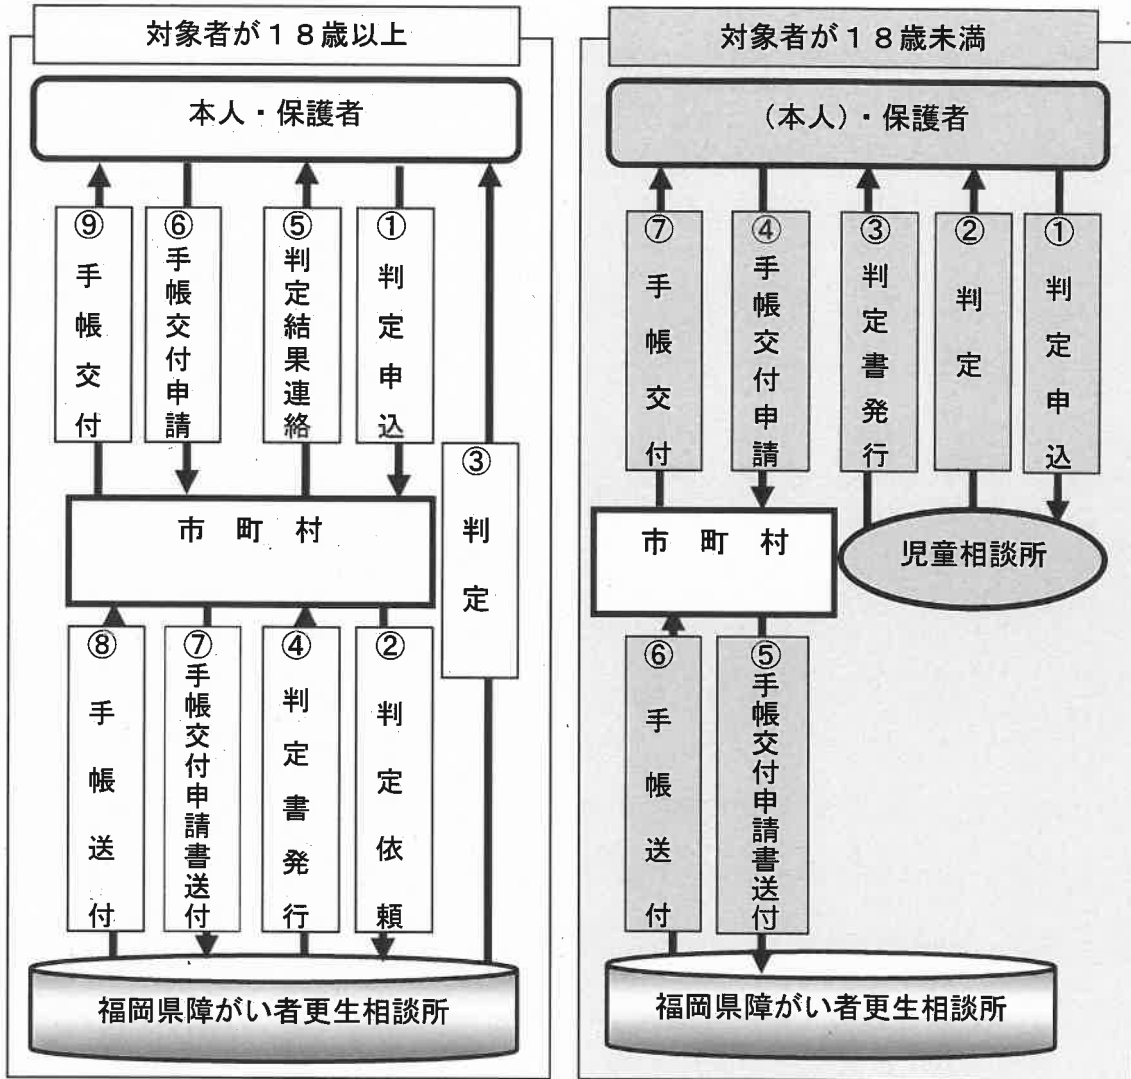 対象者が１８歳以上
本人・保護者
⑨手帳交付
⑥手帳交付申請
⑤判定結果連絡
①判定申込
③判定
市町村
⑧手帳送付
⑦手帳交付申請書送付
④判定書発行
②判定依頼
福岡県障がい者更生相談所
対象者が１８歳未満
（本人）・保護者
⑦手帳交付
④手帳交付申請
③判定書発行
②判定
①判定申込
市町村
児童相談所
⑥手帳送付
⑤手帳交付申請書送付
福岡県障がい者更生相談所